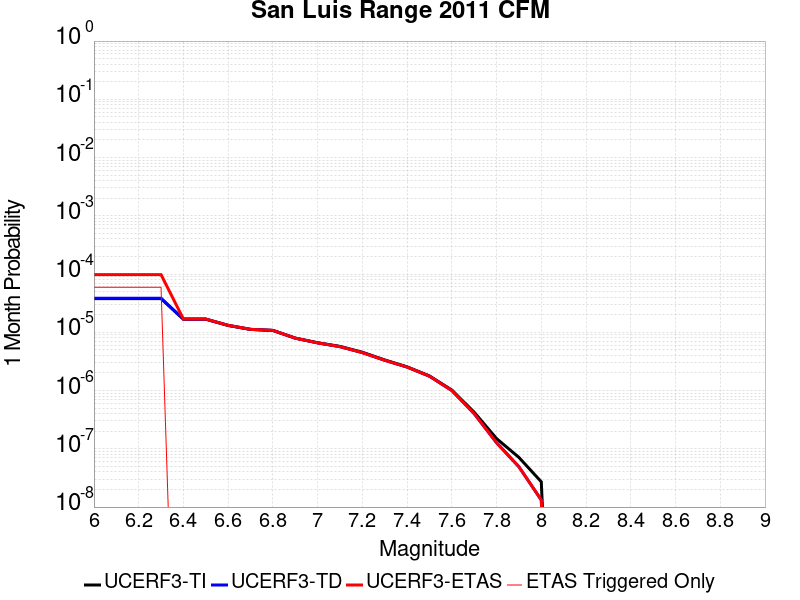 San Luis Range 2011 CFM
10 0
10 -1
10 -2
10 -3
10 -4
10 -5
10 -6
10 -7
10 -8
1 Month Probability
6 6.2 6.4 6.6 6.8 7 7.2 7.4 7.6 7.8 8 8.2 8.4 8.6 8.8 9
Magnitude
UCERF3-TI UCERF3-TD UCERF3-ETAS ETAS Triggered Only